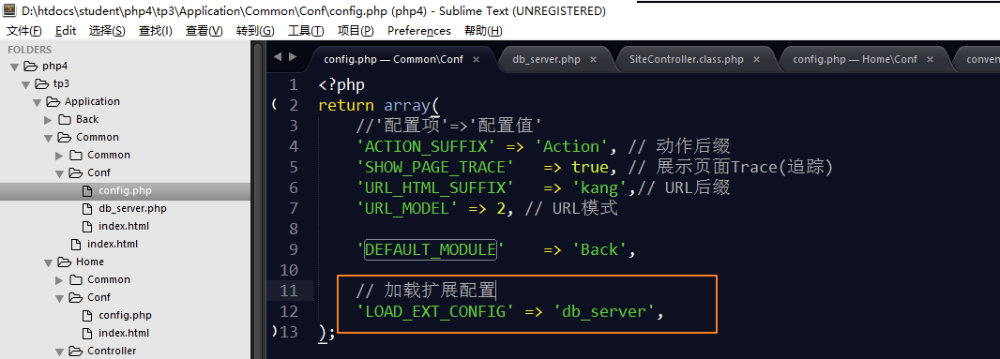 D:\htdocs\student\php4\tp3\Application\Common\Conf\config.php (php4) - Sublime Text (UNREGISTERED)
文件(F) Edit 选择(S) 查找(I) 查看(V) 转到(G) 工具(T) 项目(P) Preferences 帮助(H)
FOLDERS
php4
tp3
Application
Back
Common
Common
Conf
config.php
db_server.php
index.html
index.html
Home
Common
Conf
config.php
index.html
Controller
config.php — Common\Conf × db_server.php × SiteController.class.php × config.php — Home\Conf × conven
1 <?php
2 return array(
3 //'配置项'=>'配置值'
4 'ACTION_SUFFIX' => 'Action', // 动作后缀
5 'SHOW_PAGE_TRACE' => true, // 展示页面Trace(追踪)
6 'URL_HTML_SUFFIX' => 'kang',// URL后缀
7 'URL_MODEL' => 2, // URL模式
8
9 'DEFAULT_MODULE' => 'Back',
10
11 // 加载扩展配置
12 'LOAD_EXT_CONFIG' => 'db_server',
13 );